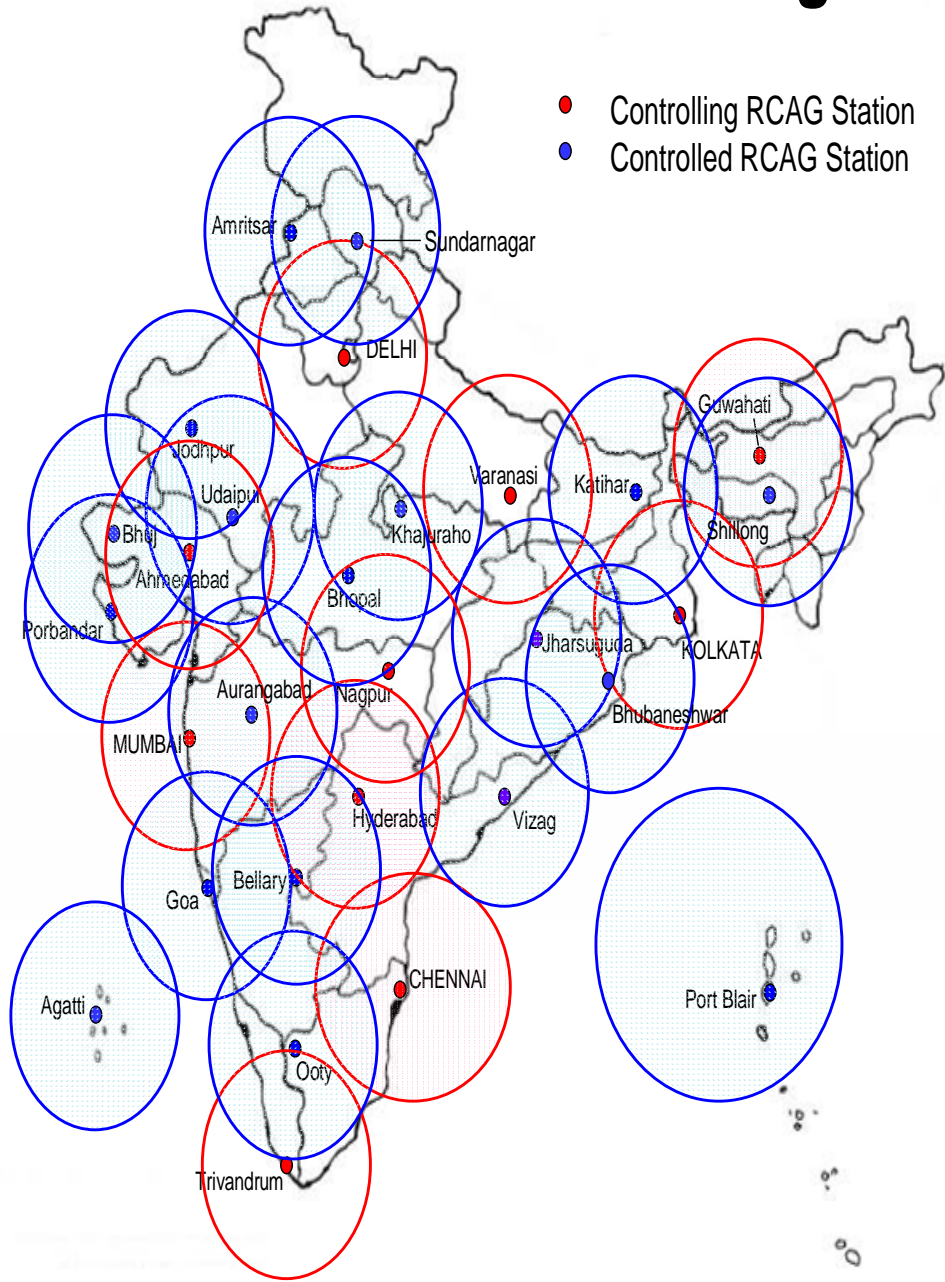 Controlling RCAG Station
Controlled RCAG Station
Amritsar
Sundarnagar
DELHI
Guwahati
Jodhpur
Varanasi
Katihar
Udaipur
Khajuraho
Shillong
Bhuj
Ahmedabad
Bhopal
Porbandar
Jharsuguda
KOLKATA
Aurangabad
Nagpur
Bhubaneshwar
MUMBAI
Hyderabad
Vizag
Bellary
Goa
CHENNAI
Agatti
Port Blair
Ooty
Trivandrum